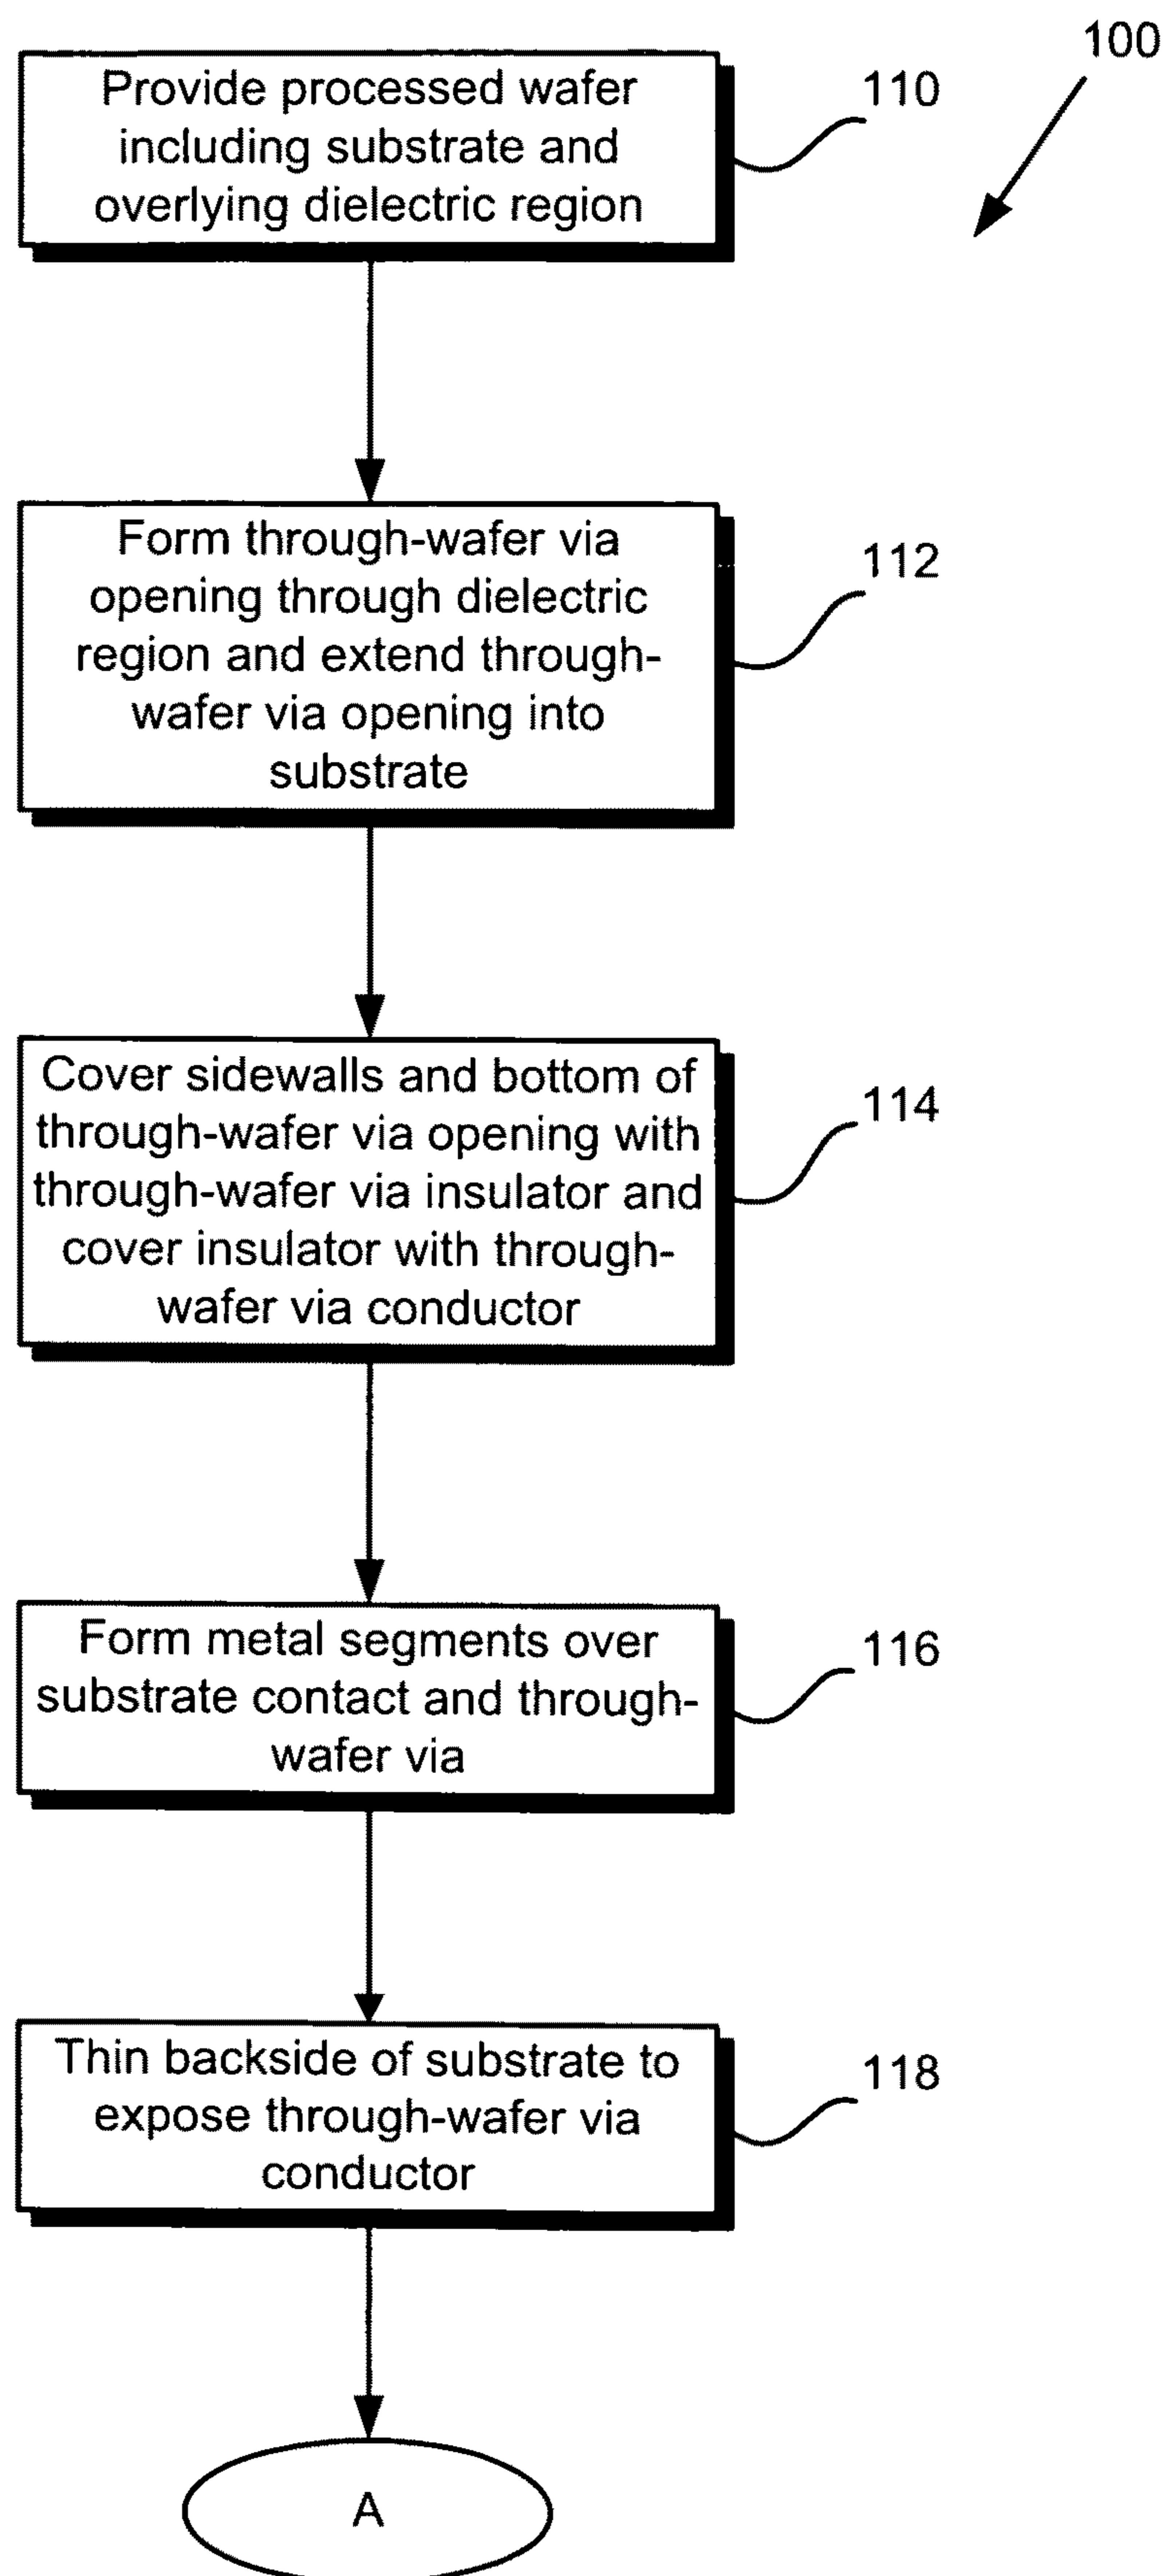 100
Provide processed wafer
including substrate and
overlying dielectric region
110
Form through-wafer via
opening through dielectric
region and extend through-
wafer via opening into
substrate
112
Cover sidewalls and bottom of
through-wafer via opening with
through-wafer via insulator and
cover insulator with through-
wafer via conductor
114
Form metal segments over
substrate contact and through-
wafer via
116
Thin backside of substrate to
expose through-wafer via
conductor
118
A